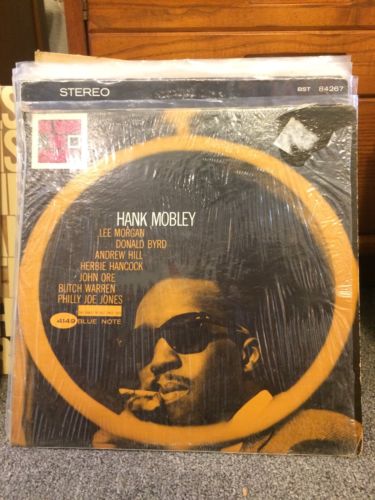 STEREO
BST 84267
HANK MOBLEY
LEE MORGAN
DONALD BYRD
ANDREW HILL
HERBIE HANCOCK
JOHN ORE
BUTCH WARREN
PHILLY JOE JONES
4149 BLUE NOTE